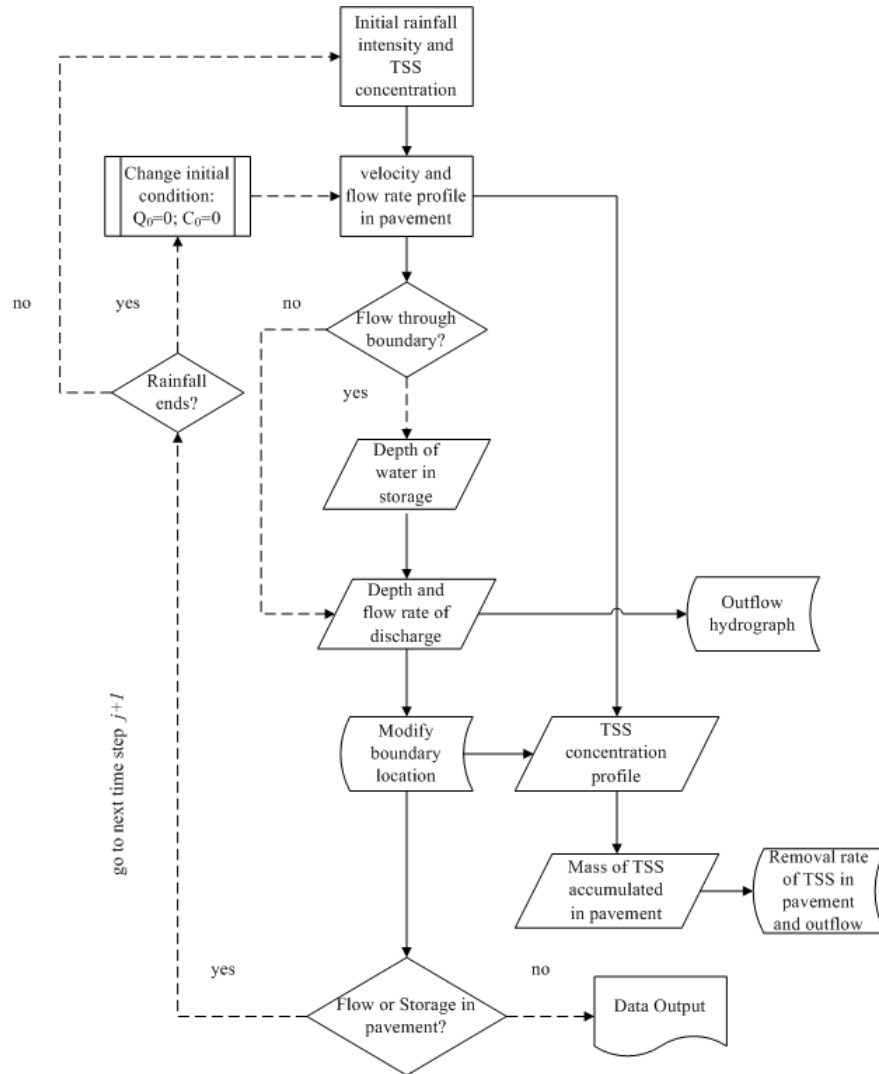 Initial rainfall
intensity and
TSS
concentration
Change initial
condition:
Q₀=0; C₀=0
velocity and
flow rate profile
in pavement
no
yes
no
Flow through
boundary?
Rainfall
ends?
yes
Depth of
water in
storage
Depth and
flow rate of
discharge
Outflow
hydrograph
go to next time step j+1
Modify
boundary
location
TSS
concentration
profile
Mass of TSS
accumulated
in pavement
Removal rate
of TSS in
pavement
and outflow
yes
no
Flow or Storage in
pavement?
Data Output